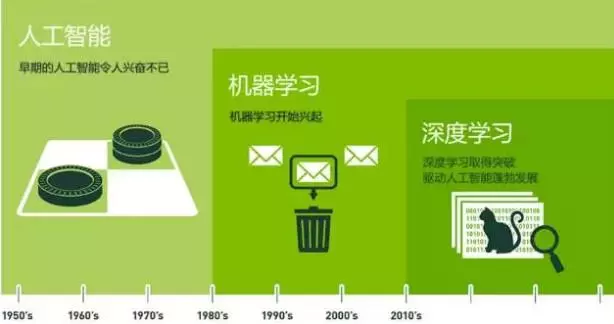 人工智能
早期的人工智能令人兴奋不已
机器学习
机器学习开始兴起
深度学习
深度学习取得突破
驱动人工智能蓬勃发展
1950's
1960's
1970's
1980's
1990's
2000's
2010's